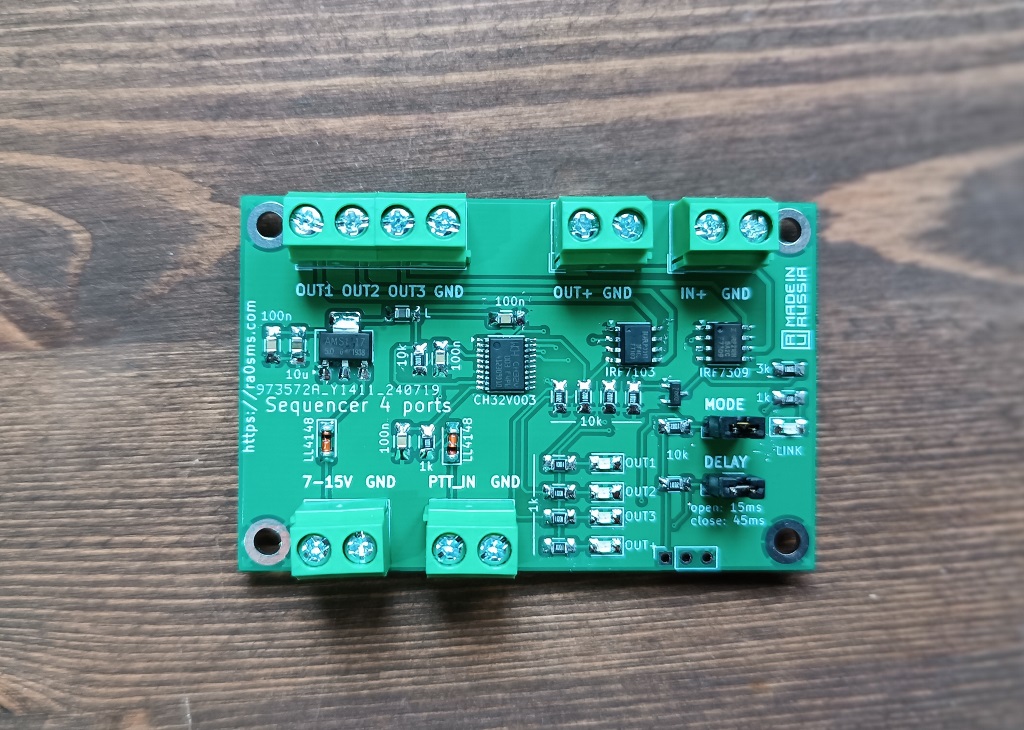 OUT1 OUT2 OUT3 GND
OUT+ GND
IN+ GND
MADE IN
RUSSIA
https://ra0sms.com
100n
10u
L
10k
100n
100n
CH32V003
IRF7103
IRF7309
3k
1k
973572A_Y1411_240719
Sequencer 4 ports
LL4148
100n
1k
LL4148
10k
MODE
LINK
10k
DELAY
open: 15ms
close: 45ms
7-15V GND
PTT_IN GND
1k
OUT1
OUT2
OUT3
OUT+